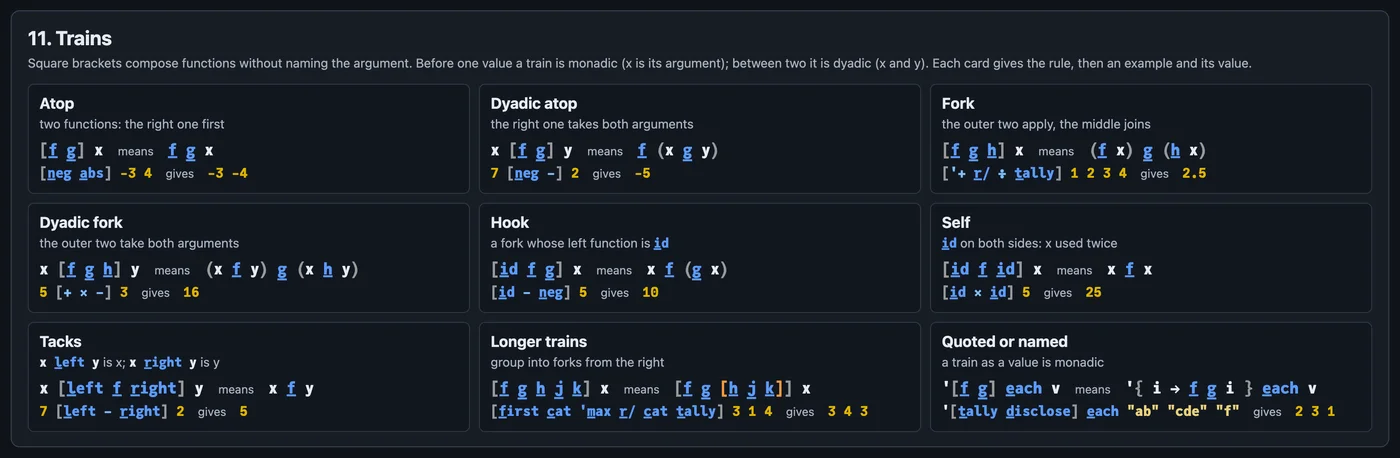 11. Trains
Square brackets compose functions without naming the argument. Before one value a train is monadic (x is its argument); between two it is dyadic (x and y). Each card gives the rule, then an example and its value.
Atop
two functions: the right one first
[f g] x means f g x
[neg abs] -3 4 gives -3 -4
Dyadic atop
the right one takes both arguments
x [f g] y means f (x g y)
7 [neg −] 2 gives -5
Fork
the outer two apply, the middle joins
[f g h] x means (f x) g (h x)
['+ r/ ÷ tally] 1 2 3 4 gives 2.5
Dyadic fork
the outer two take both arguments
x [f g h] y means (x f y) g (x h y)
5 [+ × −] 3 gives 16
Hook
a fork whose left function is id
[id f g] x means x f (g x)
[id − neg] 5 gives 10
Self
id on both sides: x used twice
[id f id] x means x f x
[id × id] 5 gives 25
Tacks
x left y is x; x right y is y
x [left f right] y means x f y
7 [left − right] 2 gives 5
Longer trains
group into forks from the right
[f g h j k] x means [f g [h j k]] x
[first cat 'max r/ cat tally] 3 1 4 gives 3 4 3
Quoted or named
a train as a value is monadic
'[f g] each v means '{ i → f g i } each v
'[tally disclose] each "ab" "cde" "f" gives 2 3 1